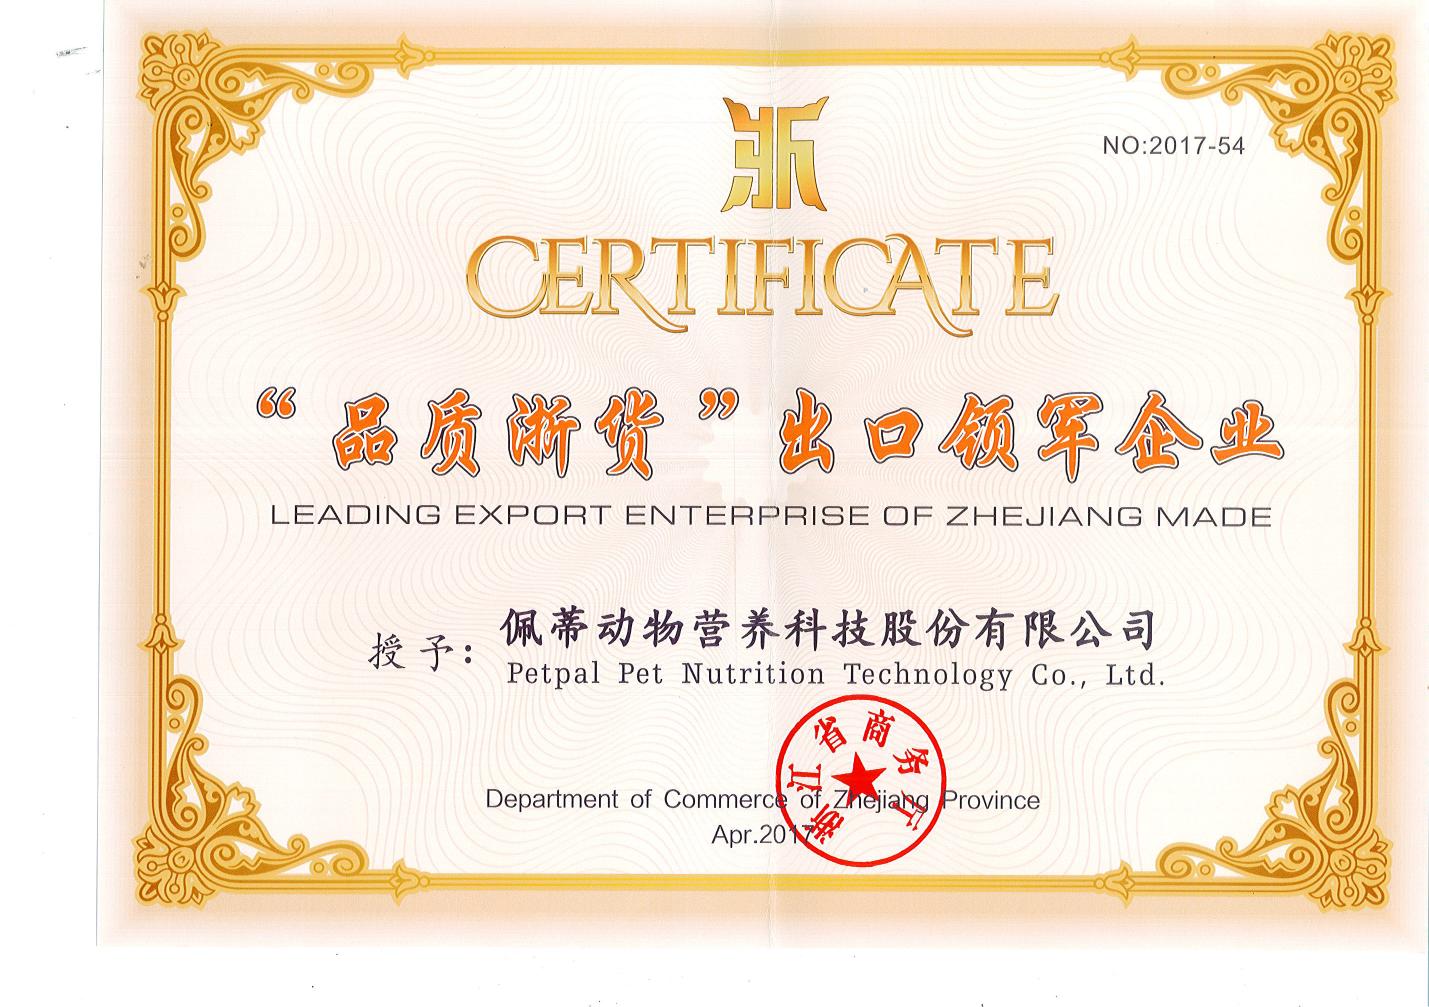 浙
NO:2017-54
CERTIFICATE
“品质浙货”出口领军企业
LEADING EXPORT ENTERPRISE OF ZHEJIANG MADE
授予：佩蒂动物营养科技股份有限公司
Petpal Pet Nutrition Technology Co., Ltd.
浙江省商务厅
Department of Commerce of Zhejiang Province
Apr.2017